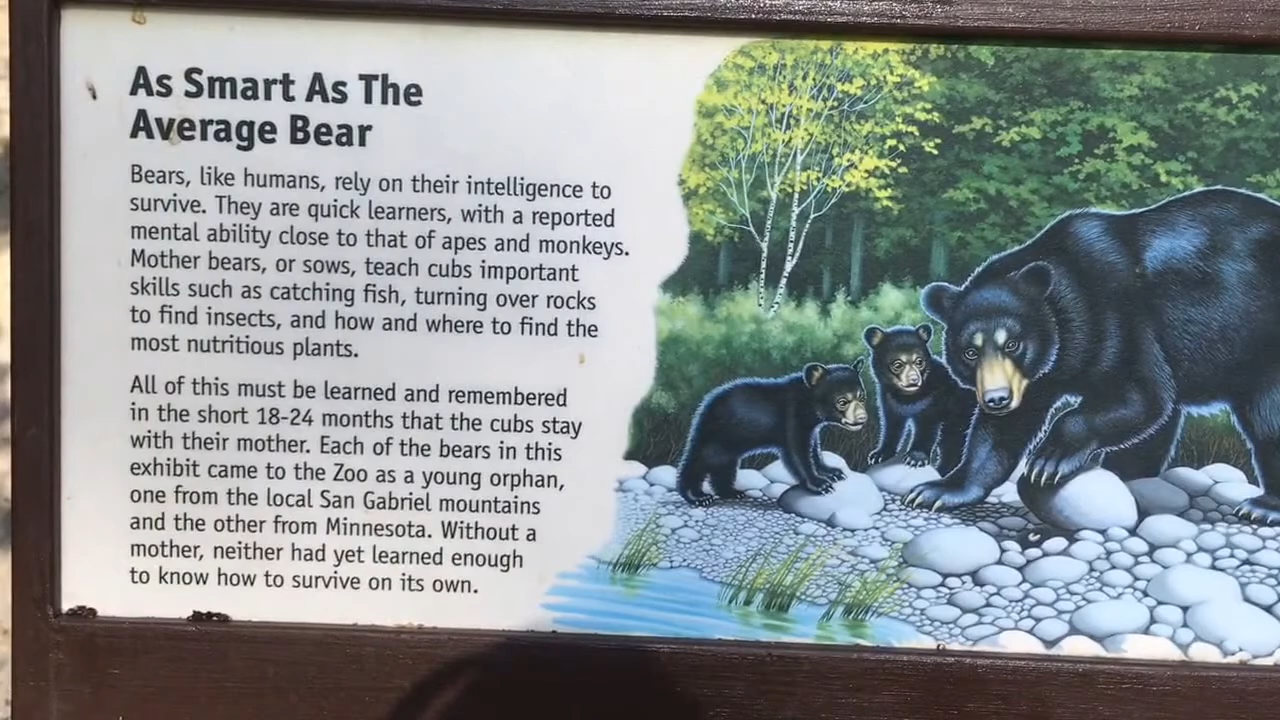 As Smart As The
Average Bear
Bears, like humans, rely on their intelligence to
survive. They are quick learners, with a reported
mental ability close to that of apes and monkeys.
Mother bears, or sows, teach cubs important
skills such as catching fish, turning over rocks
to find insects, and how and where to find the
most nutritious plants.
All of this must be learned and remembered
in the short 18-24 months that the cubs stay
with their mother. Each of the bears in this
exhibit came to the Zoo as a young orphan,
one from the local San Gabriel mountains
and the other from Minnesota. Without a
mother, neither had yet learned enough
to know how to survive on its own.